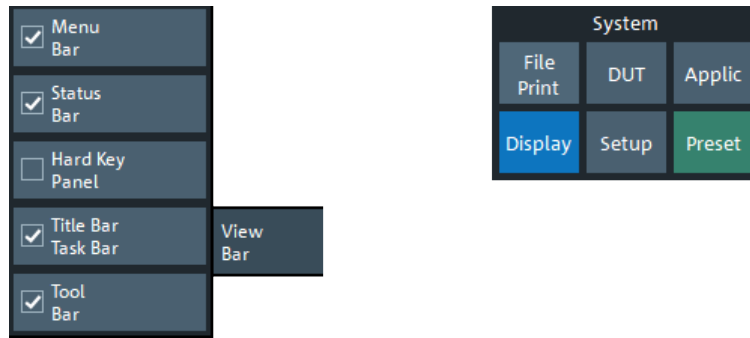 Menu
Bar
Status
Bar
Hard Key
Panel
Title Bar
Task Bar
Tool
Bar
View
Bar
System
File
Print
DUT
Applic
Display
Setup
Preset